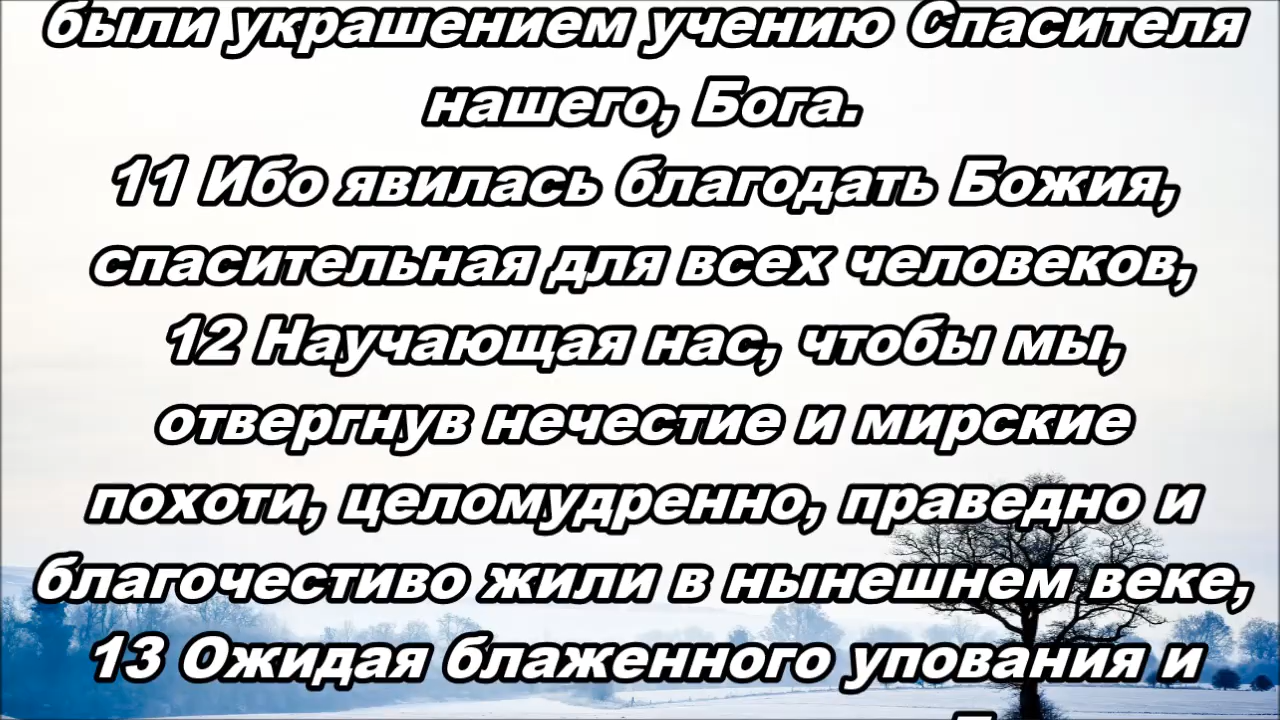 были украшением учению Спасителя
нашего, Бога.
11 Ибо явилась благодать Божия,
спасительная для всех человеков,
12 Научающая нас, чтобы мы,
отвергнув нечестие и мирские
похоти, целомудренно, праведно и
благочестиво жили в нынешнем веке,
13 Ожидая блаженного упования и